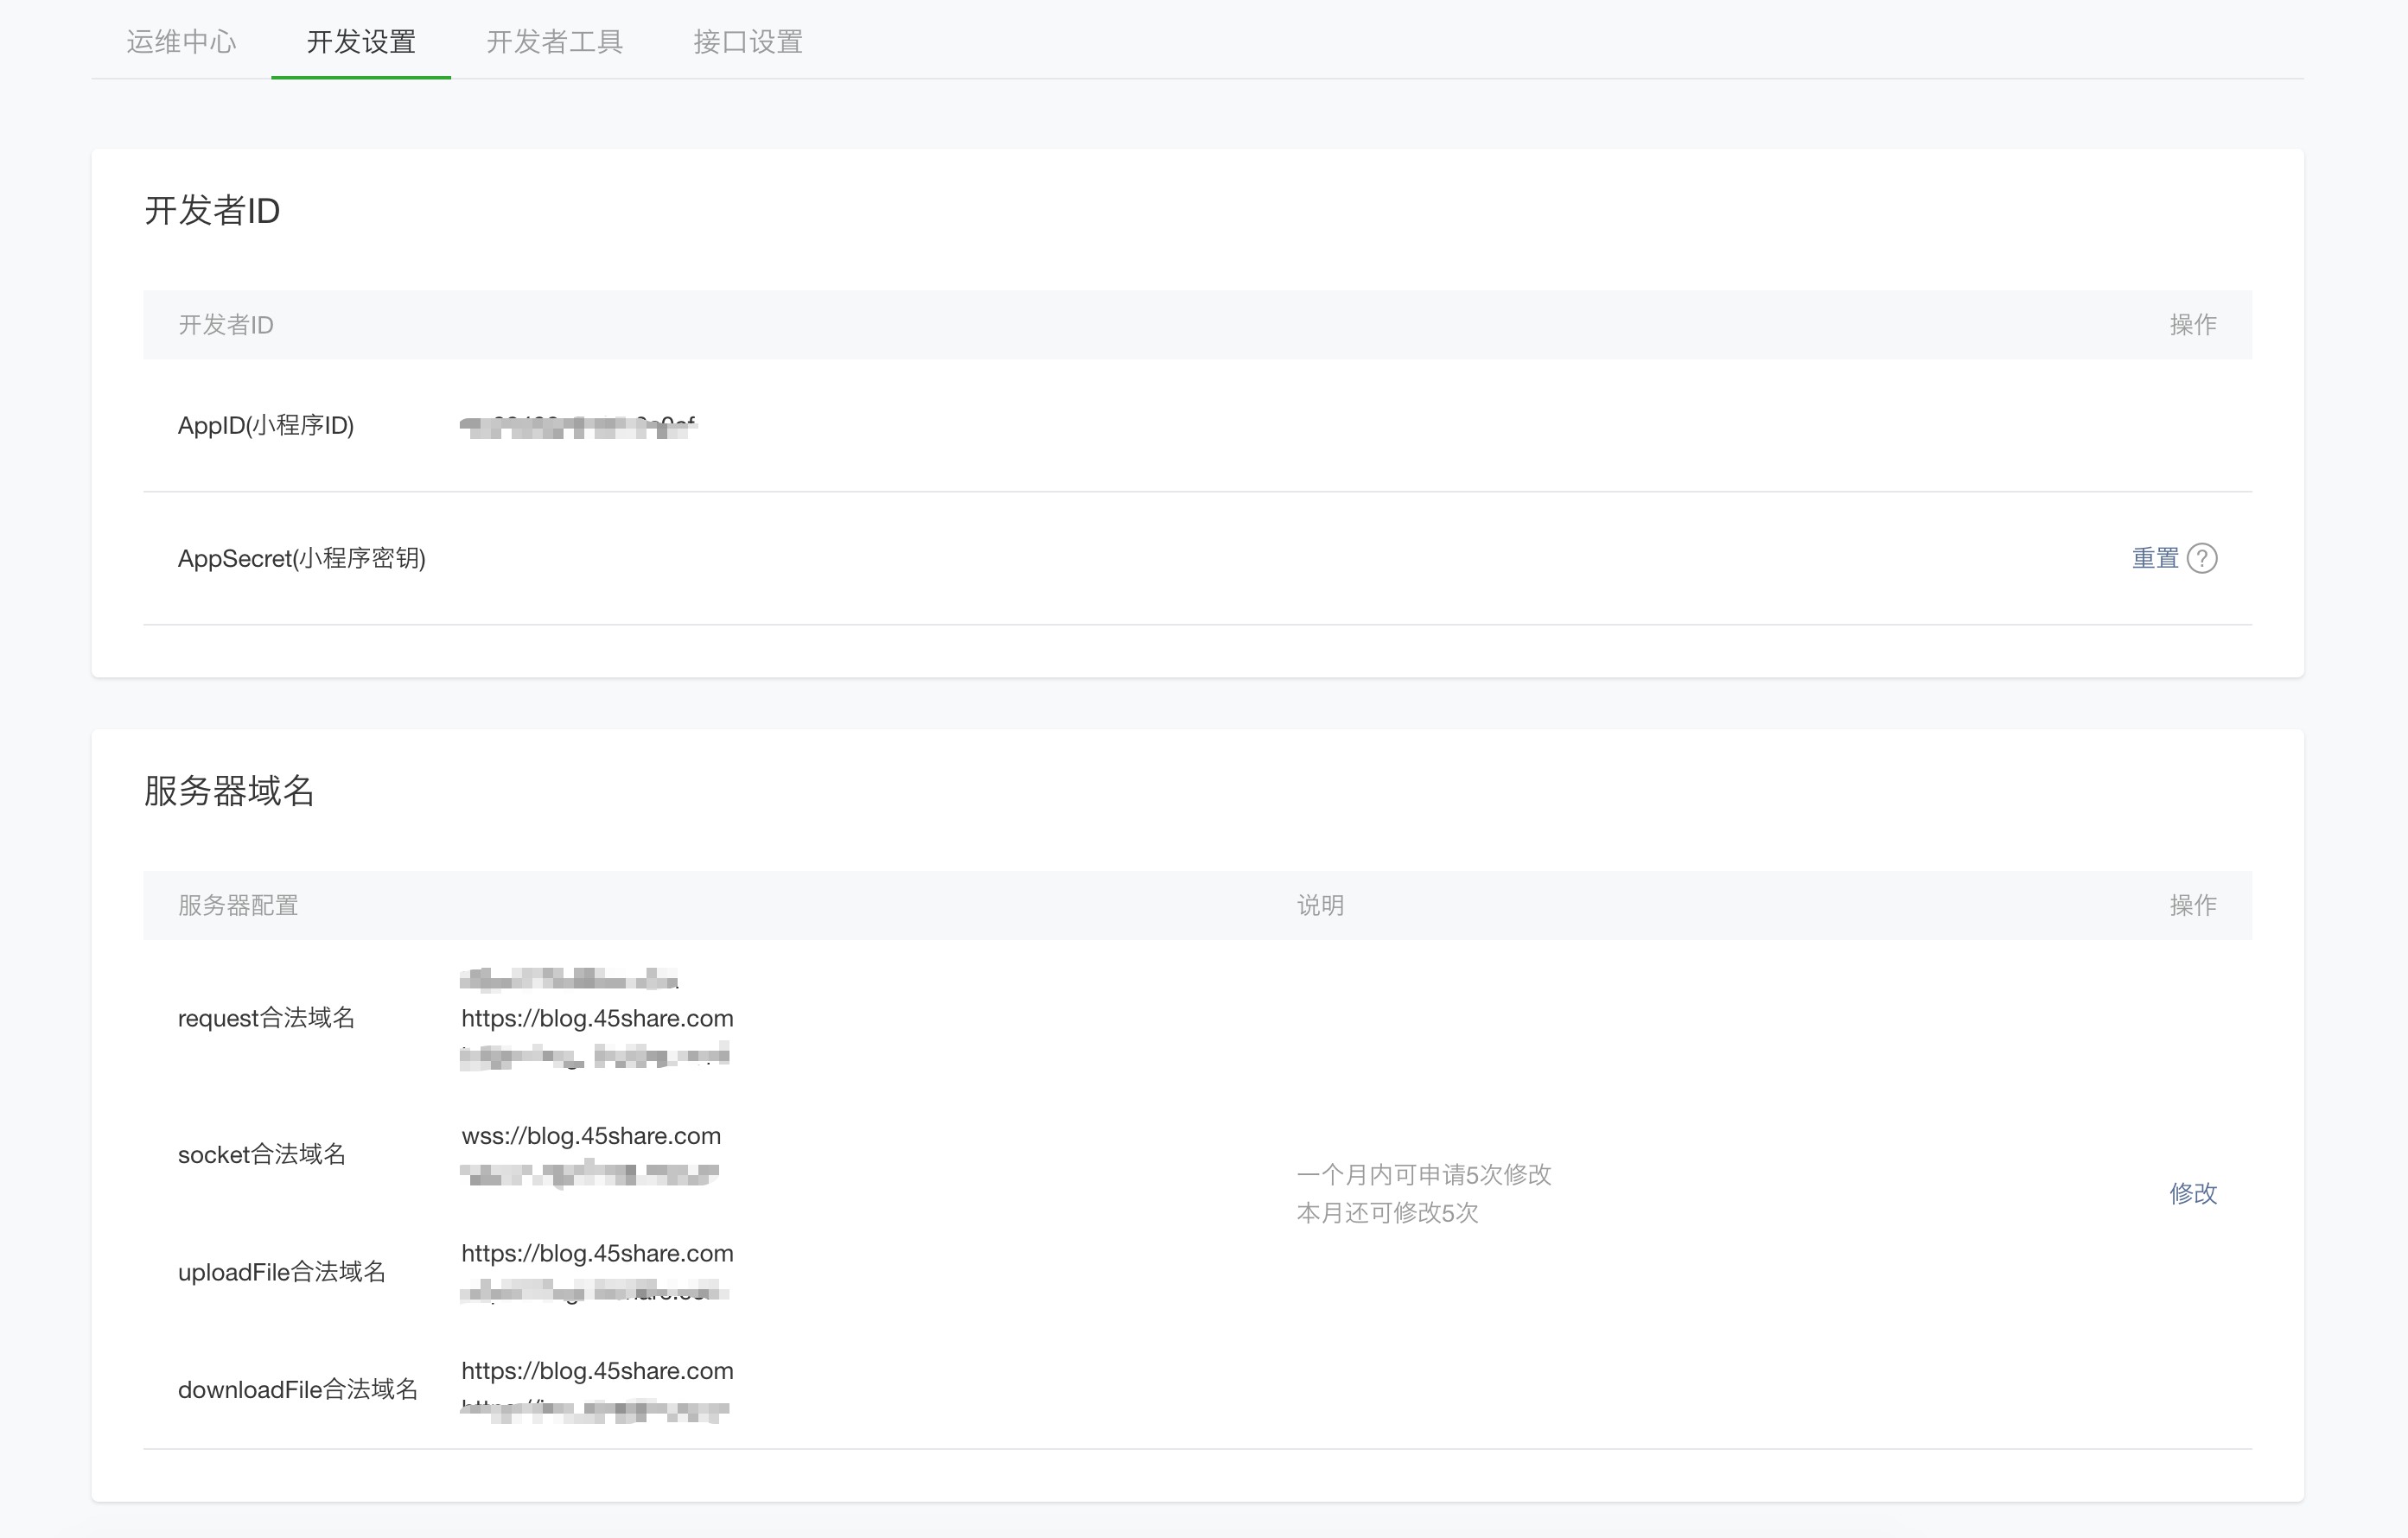 运维中心 开发设置 开发者工具 接口设置
开发者ID
开发者ID 操作
AppID(小程序ID)
AppSecret(小程序密钥) 重置 ?
服务器域名
服务器配置 说明 操作
request合法域名 https://blog.45share.com
socket合法域名 wss://blog.45share.com
一个月内可申请5次修改
本月还可修改5次
修改
uploadFile合法域名 https://blog.45share.com
downloadFile合法域名 https://blog.45share.com